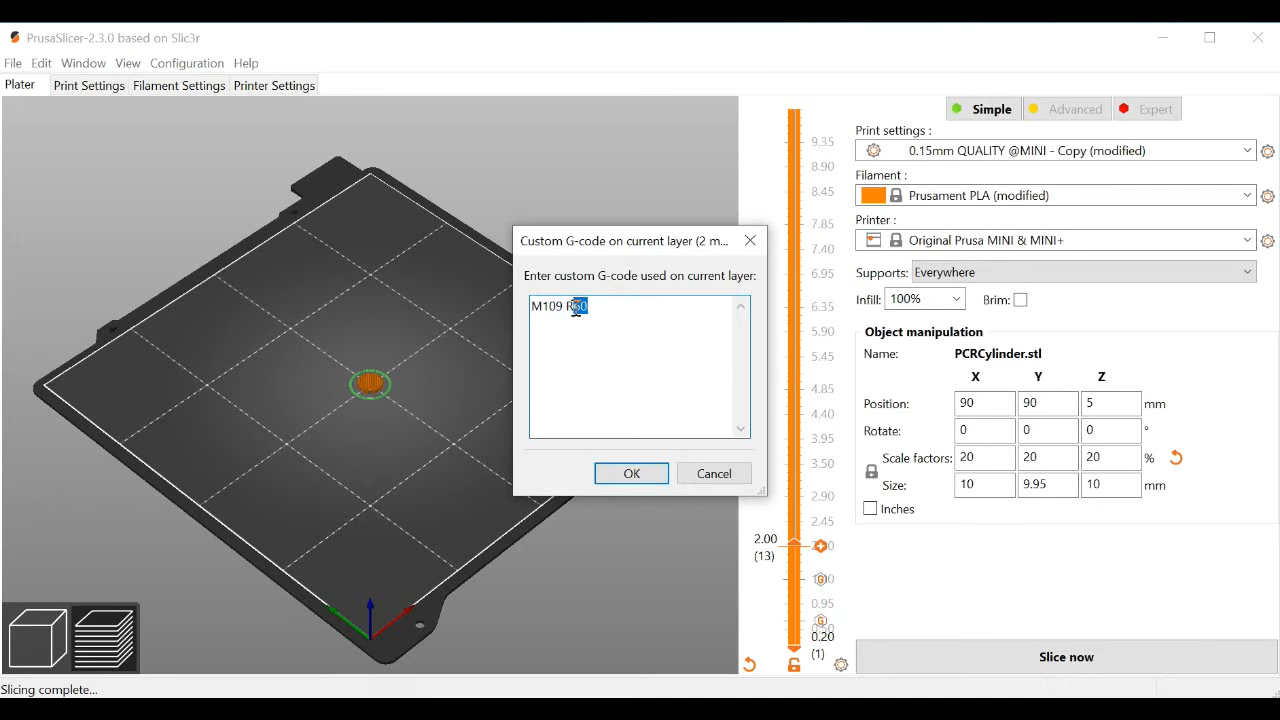 PrusaSlicer-2.3.0 based on Slic3r
File Edit Window View Configuration Help
Plater Print Settings Filament Settings Printer Settings
Simple Advanced Expert
Print settings :
0.15mm QUALITY @MINI - Copy (modified)
Filament :
Prusament PLA (modified)
Printer :
Original Prusa MINI & MINI+
Supports: Everywhere
Infill: 100% Brim:
Object manipulation
Name: PCRCylinder.stl
X Y Z
Position: 90 90 5 mm
Rotate: 0 0 0 °
Scale factors: 20 20 20 %
Size: 10 9.95 10 mm
Inches
Slice now
Custom G-code on current layer (2 m...
Enter custom G-code used on current layer:
M109 R60
OK Cancel
9.35
8.90
8.45
7.85
7.40
6.95
6.35
5.90
5.45
4.85
4.40
3.95
3.50
2.90
2.45
2.00
(13)
0.95
0.20
(1)
Slicing complete...